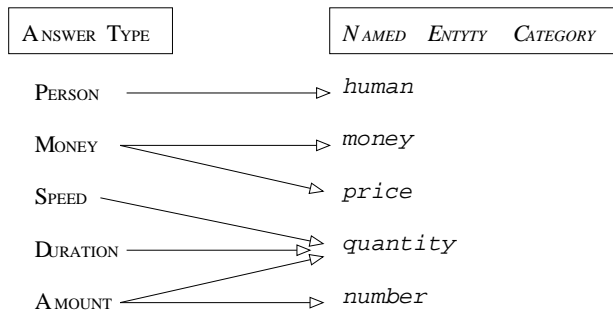 ANSWER TYPE NAMED ENTYTY CATEGORY
PERSON human
MONEY money
price
SPEED
DURATION quantity
AMOUNT number